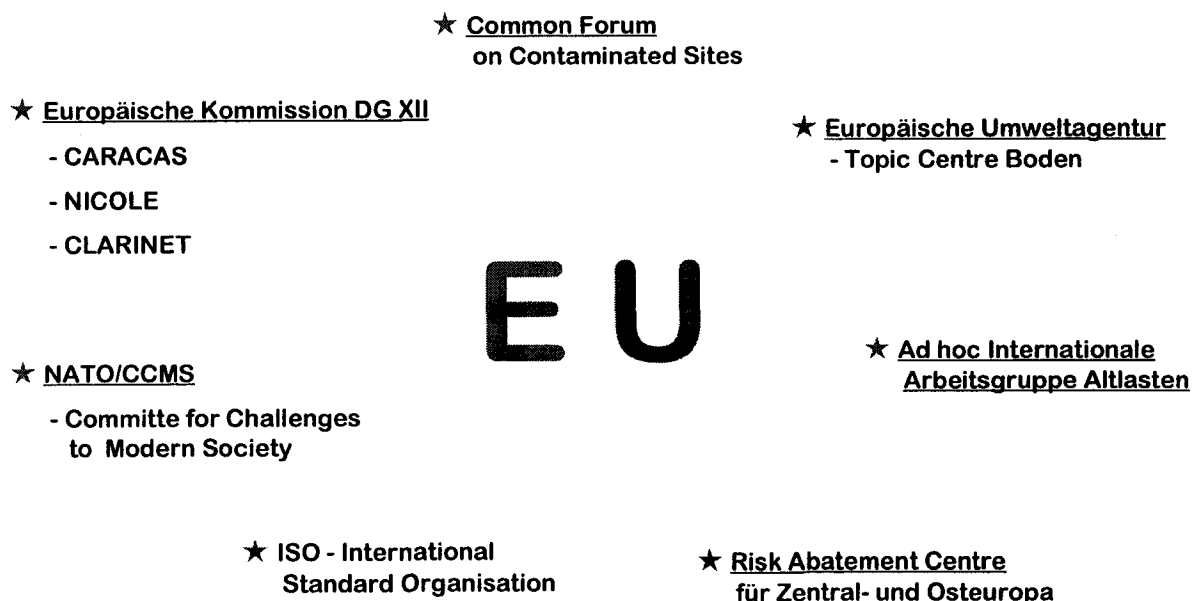 ★ Common Forum
on Contaminated Sites
★ Europäische Kommission DG XII
- CARACAS
- NICOLE
- CLARINET
★ Europäische Umweltagentur
- Topic Centre Boden
E U
★ Ad hoc Internationale
Arbeitsgruppe Altlasten
★ NATO/CCMS
- Committe for Challenges
to Modern Society
★ ISO - International
Standard Organisation
★ Risk Abatement Centre
für Zentral- und Osteuropa